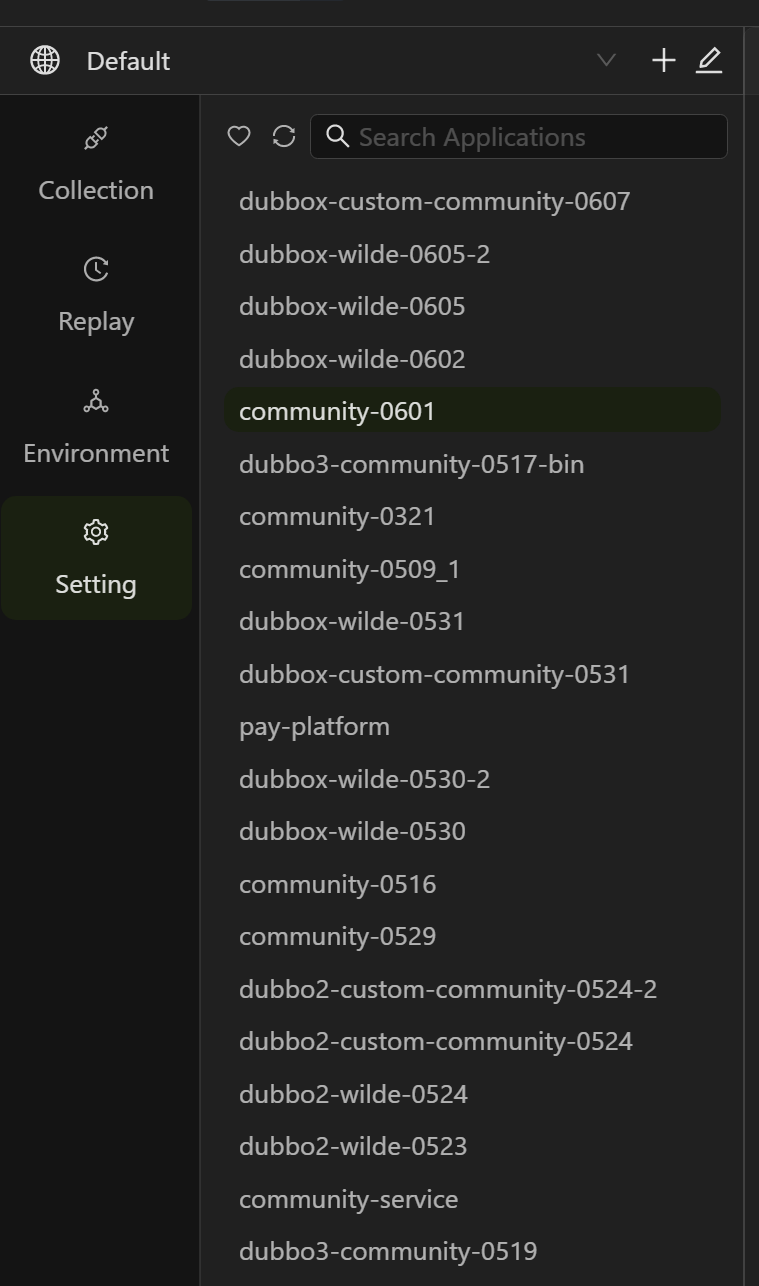 Default
Collection
Replay
Environment
Setting
Search Applications
dubbox-custom-community-0607
dubbox-wilde-0605-2
dubbox-wilde-0605
dubbox-wilde-0602
community-0601
dubbo3-community-0517-bin
community-0321
community-0509_1
dubbox-wilde-0531
dubbox-custom-community-0531
pay-platform
dubbox-wilde-0530-2
dubbox-wilde-0530
community-0516
community-0529
dubbo2-custom-community-0524-2
dubbo2-custom-community-0524
dubbo2-wilde-0524
dubbo2-wilde-0523
community-service
dubbo3-community-0519